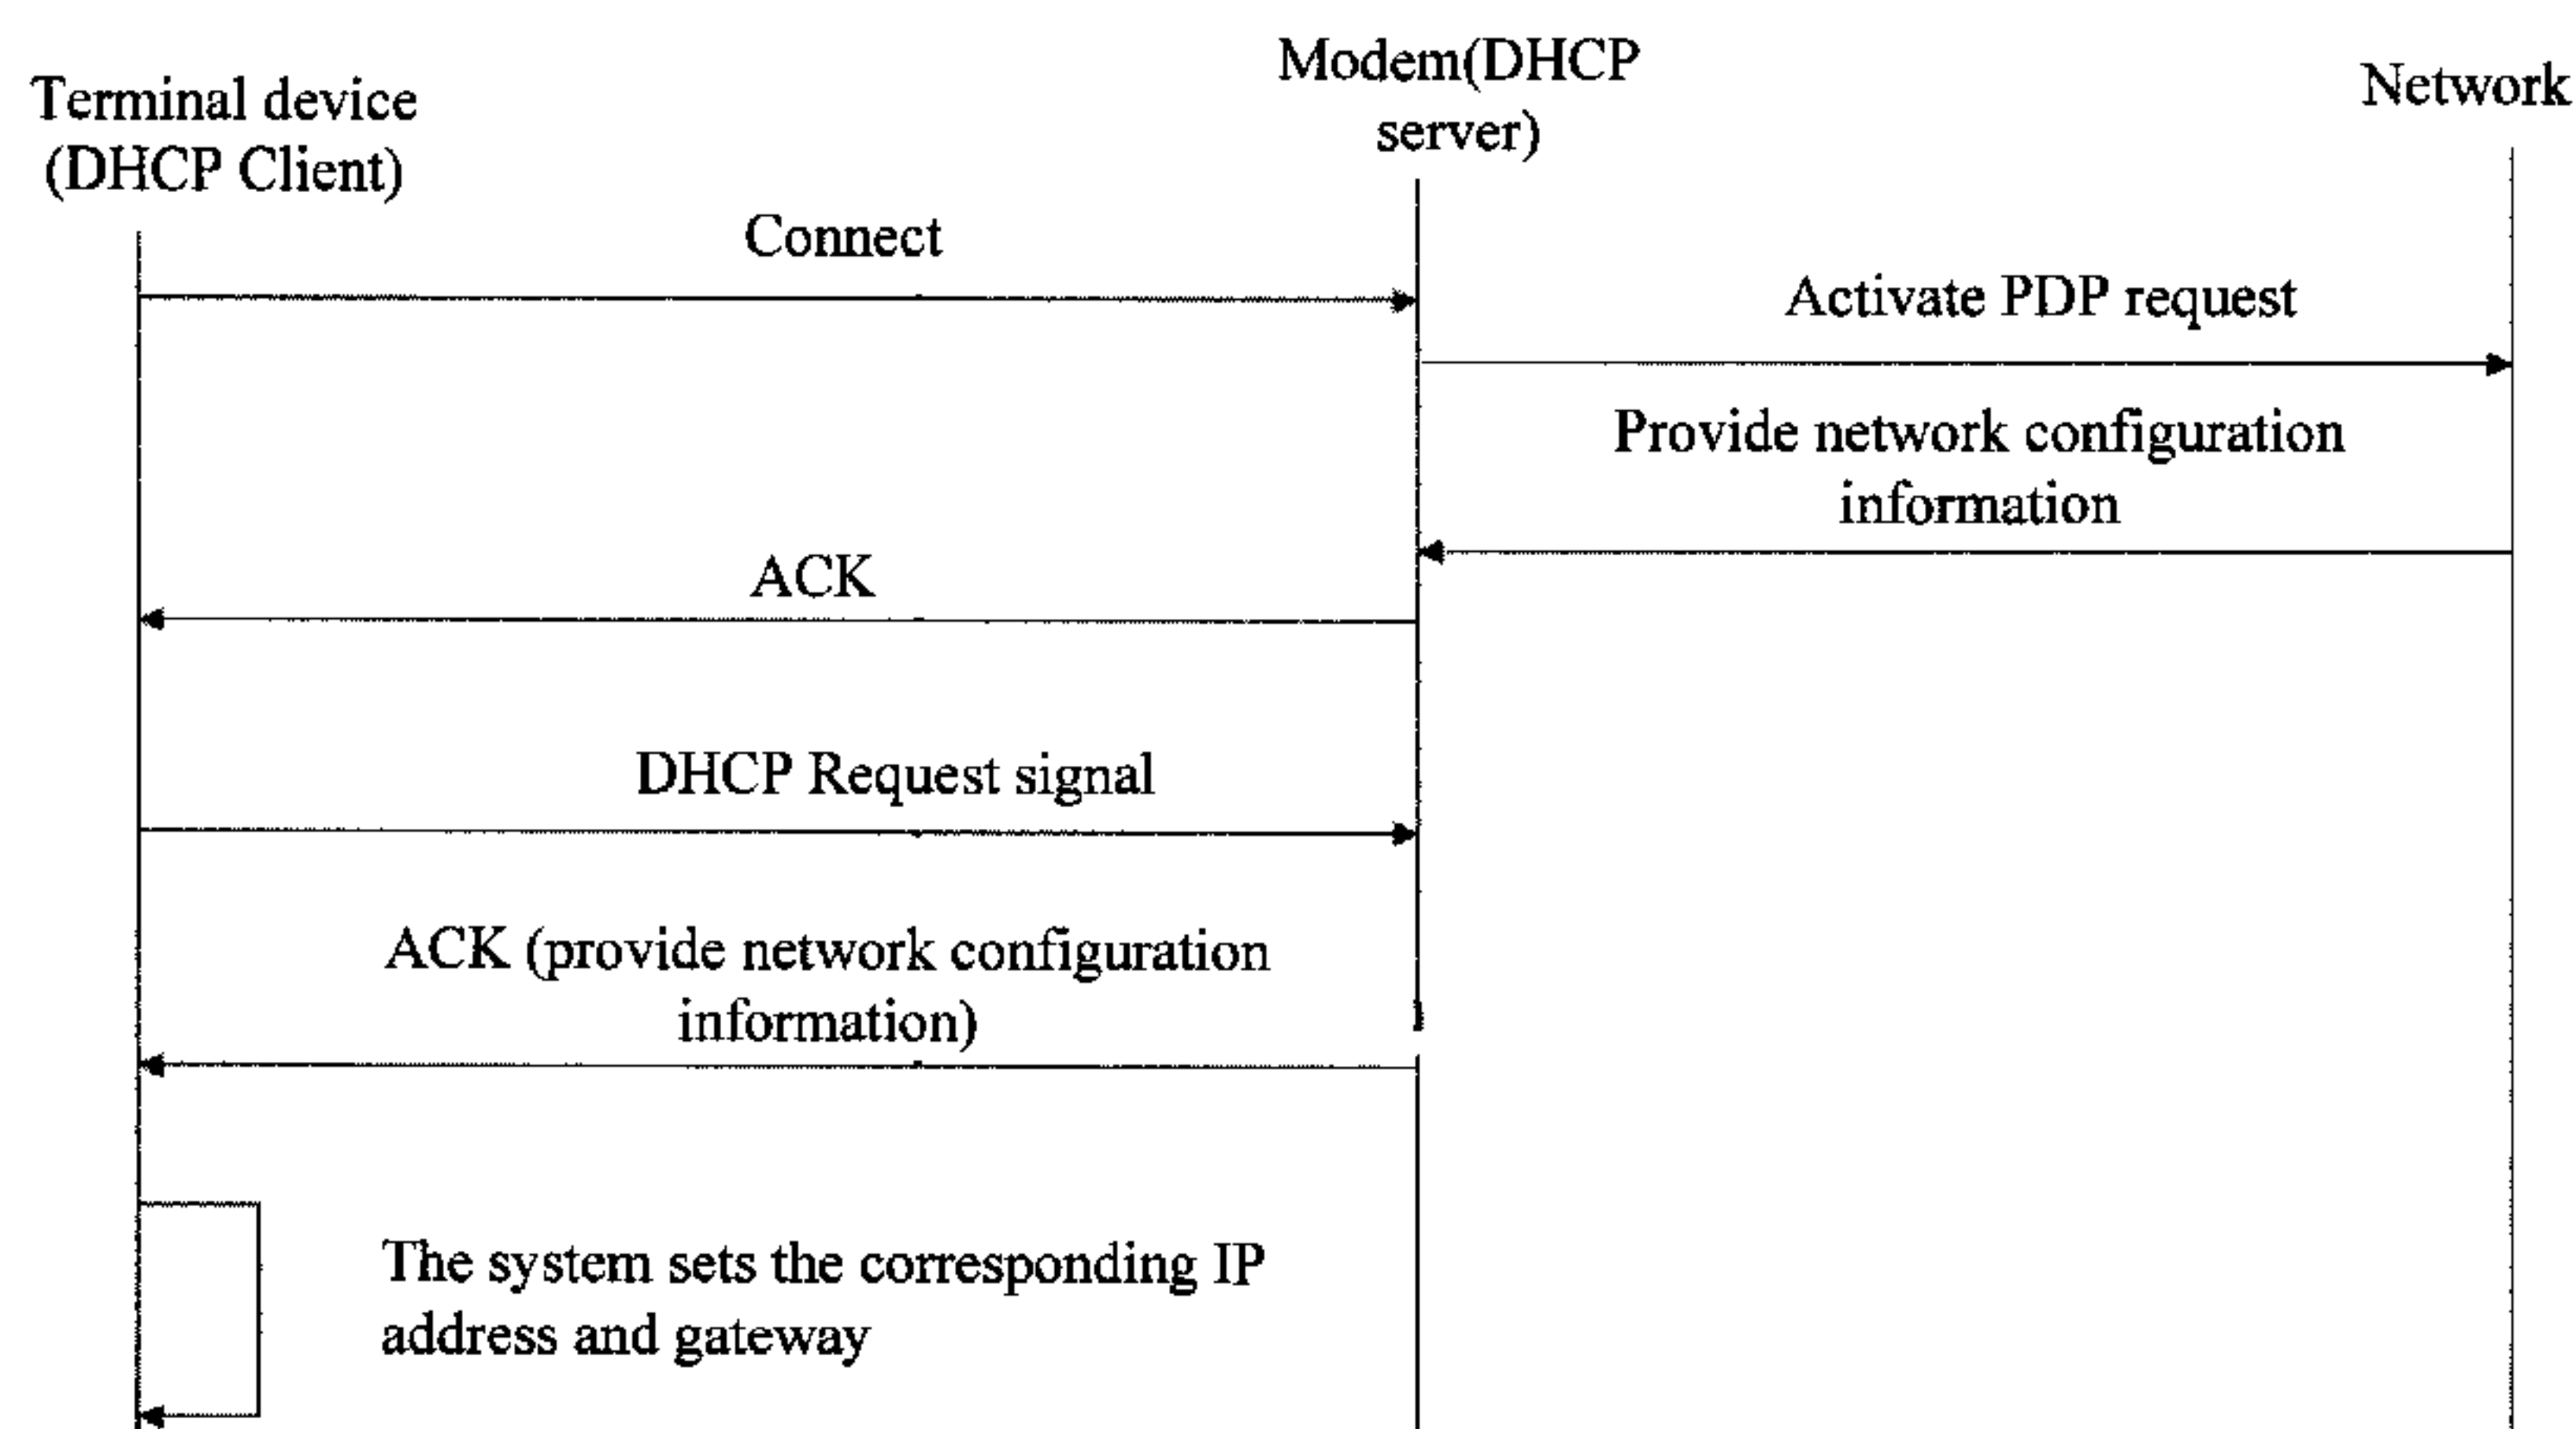 Terminal device
(DHCP Client)
Modem(DHCP
server)
Network
Connect
Activate PDP request
Provide network configuration
information
ACK
DHCP Request signal
ACK (provide network configuration
information)
The system sets the corresponding IP
address and gateway